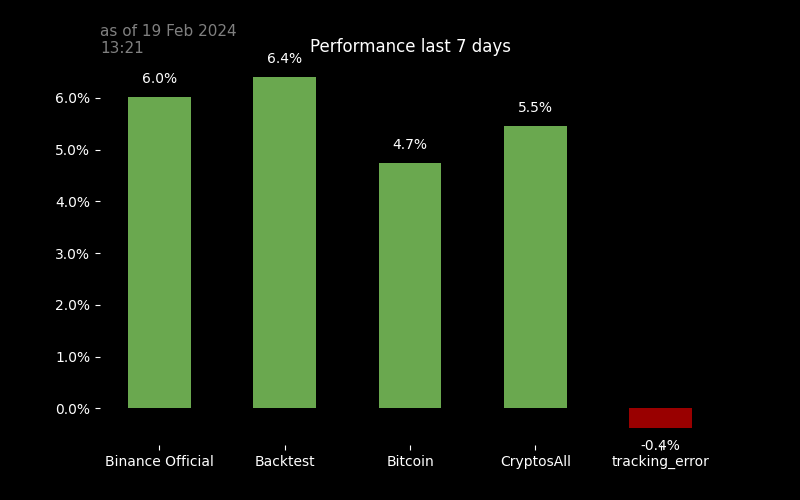 as of 19 Feb 2024
13:21
Performance last 7 days
6.0%
6.4%
4.7%
5.5%
-0.4%
6.0%
5.0%
4.0%
3.0%
2.0%
1.0%
0.0%
Binance Official
Backtest
Bitcoin
CryptosAll
tracking_error